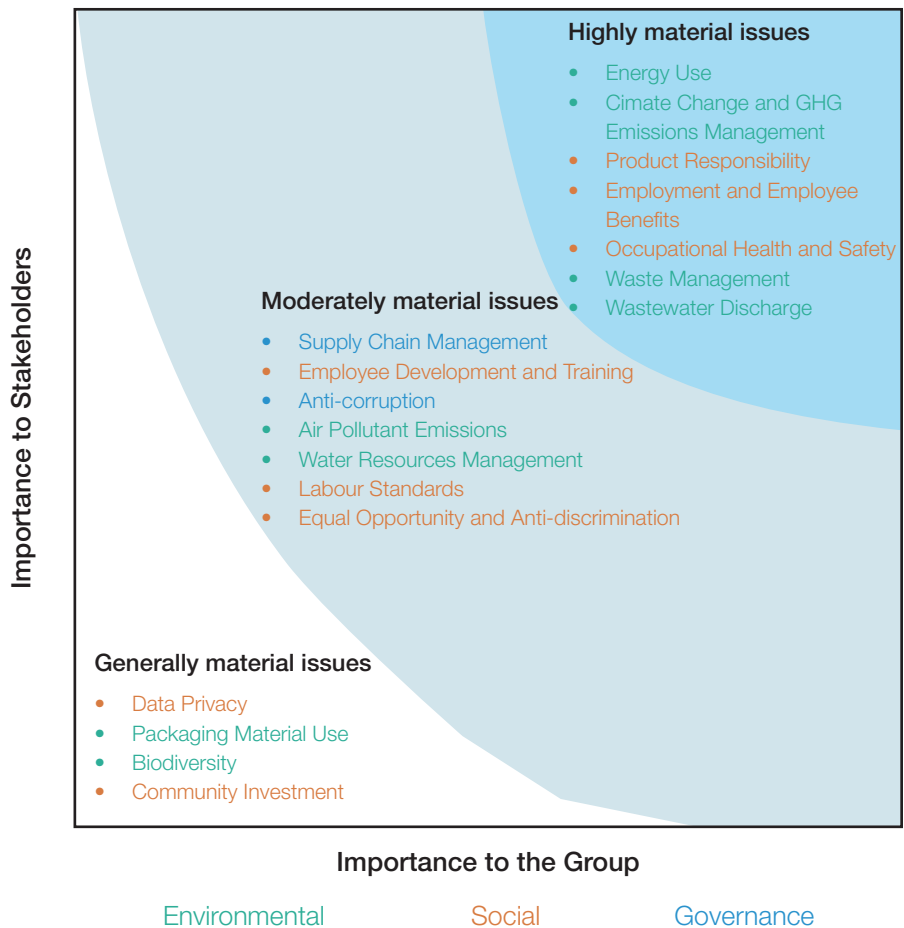 Highly material issues
• Energy Use
• Cimate Change and GHG
Emissions Management
• Product Responsibility
• Employment and Employee
Benefits
• Occupational Health and Safety
• Waste Management
• Wastewater Discharge
Importance to Stakeholders
Moderately material issues
• Supply Chain Management
• Employee Development and Training
• Anti-corruption
• Air Pollutant Emissions
• Water Resources Management
• Labour Standards
• Equal Opportunity and Anti-discrimination
Generally material issues
• Data Privacy
• Packaging Material Use
• Biodiversity
• Community Investment
Importance to the Group
Environmental Social Governance